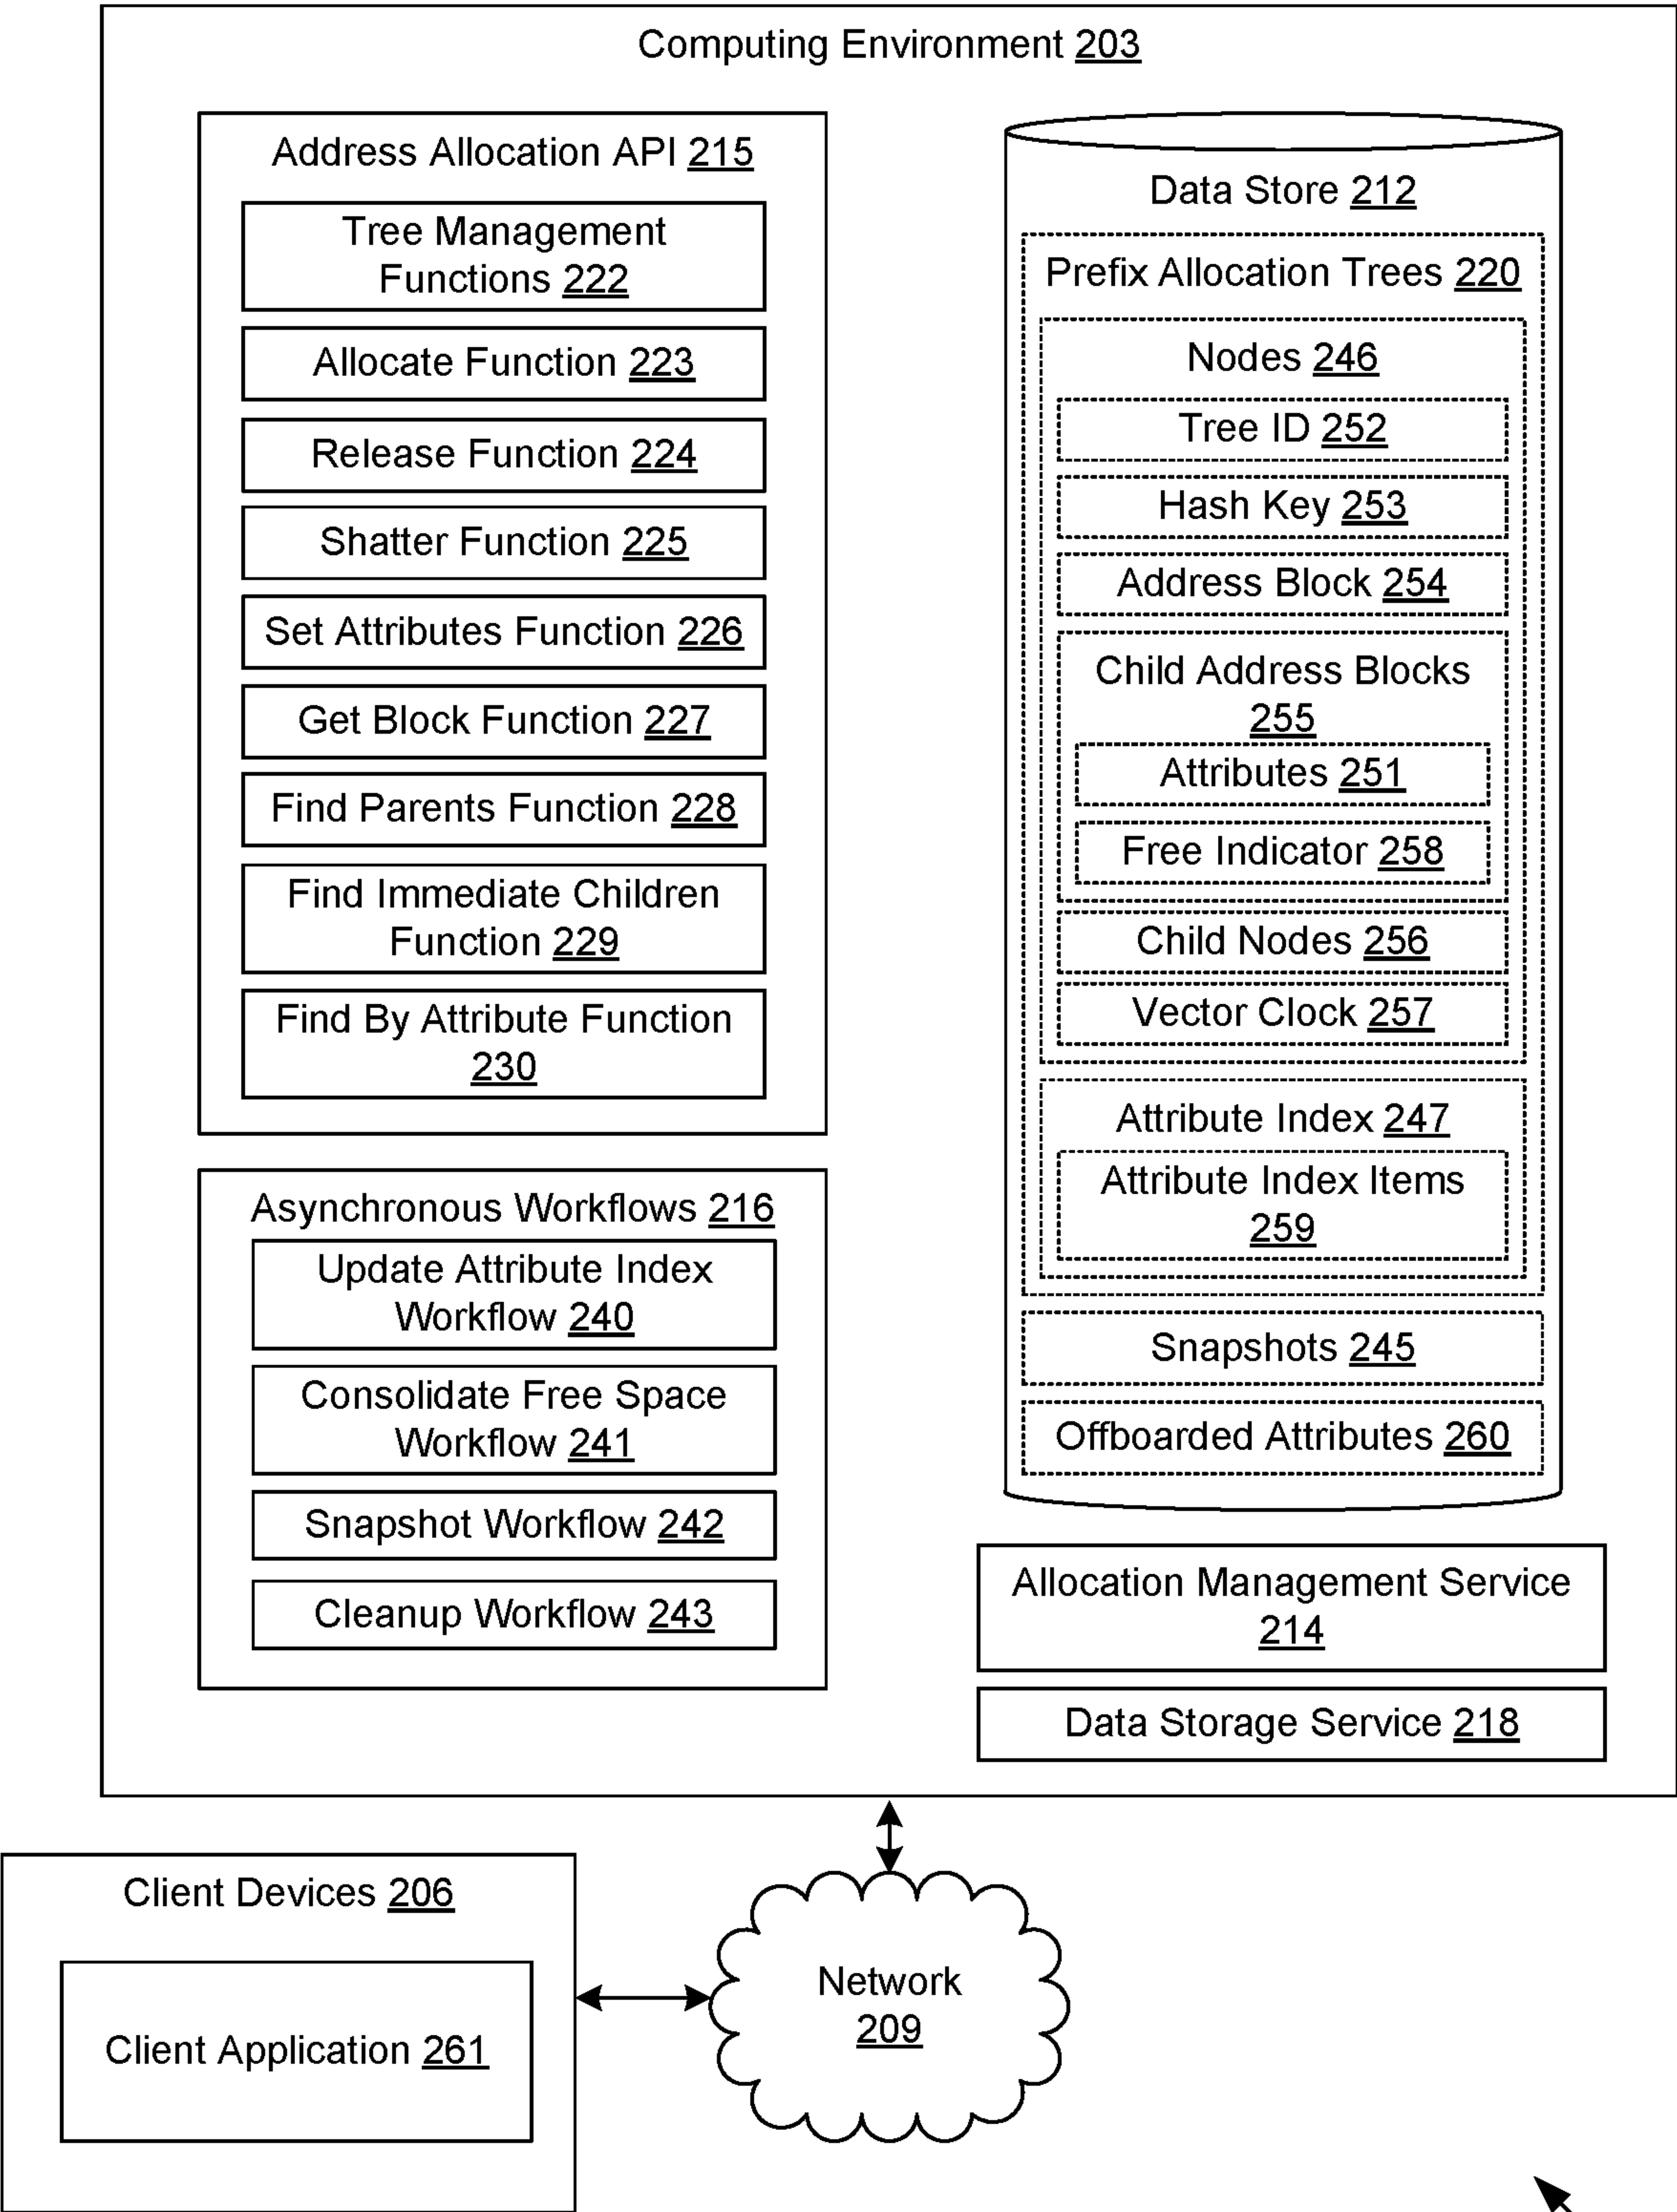 Computing Environment 203
Address Allocation API 215
Tree Management
Functions 222
Allocate Function 223
Release Function 224
Shatter Function 225
Set Attributes Function 226
Get Block Function 227
Find Parents Function 228
Find Immediate Children
Function 229
Find By Attribute Function
230
Asynchronous Workflows 216
Update Attribute Index
Workflow 240
Consolidate Free Space
Workflow 241
Snapshot Workflow 242
Cleanup Workflow 243
Data Store 212
Prefix Allocation Trees 220
Nodes 246
Tree ID 252
Hash Key 253
Address Block 254
Child Address Blocks
255
Attributes 251
Free Indicator 258
Child Nodes 256
Vector Clock 257
Attribute Index 247
Attribute Index Items
259
Snapshots 245
Offboarded Attributes 260
Allocation Management Service
214
Data Storage Service 218
Client Devices 206
Client Application 261
Network
209